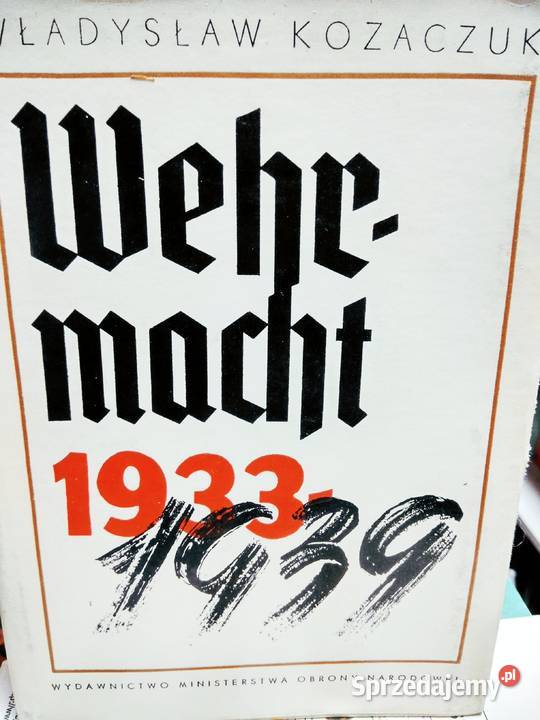 WŁADYSŁAW KOZACZUK
Wehr-
macht
1933-
1939
WYDAWNICTWO MINISTERSTWA OBRONY NARODOWEJ
Sprzedajemy.pl